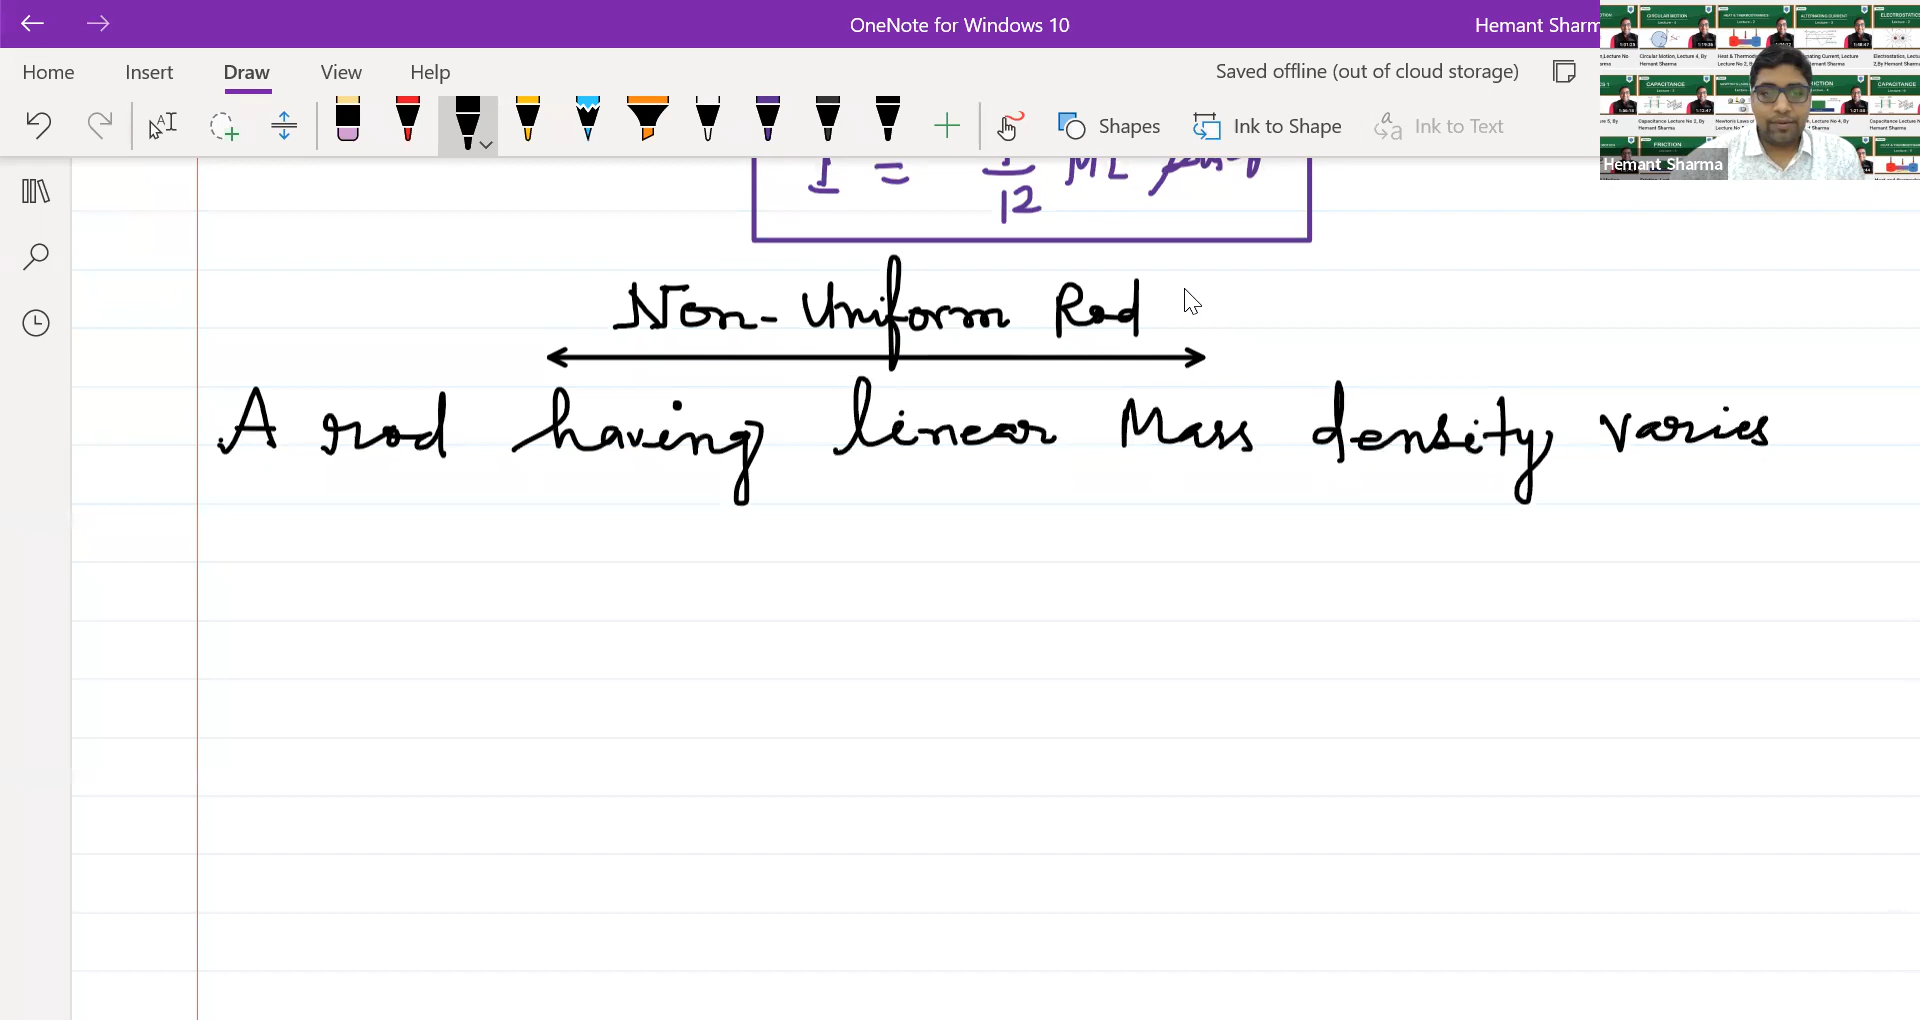 OneNote for Windows 10
Hemant Sharm
Home Insert Draw View Help
Saved offline (out of cloud storage)
Shapes Ink to Shape Ink to Text
Hemant Sharma
12
Non-Uniform Rod
A rod having linear Mass density varies